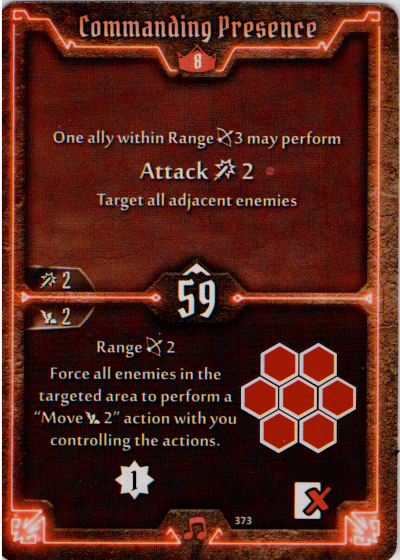 Commanding Presence
8
One ally within Range 3 may perform
Attack 2
Target all adjacent enemies
2
59
2
Range 2
Force all enemies in the
targeted area to perform a
“Move 2” action with you
controlling the actions.
1
373